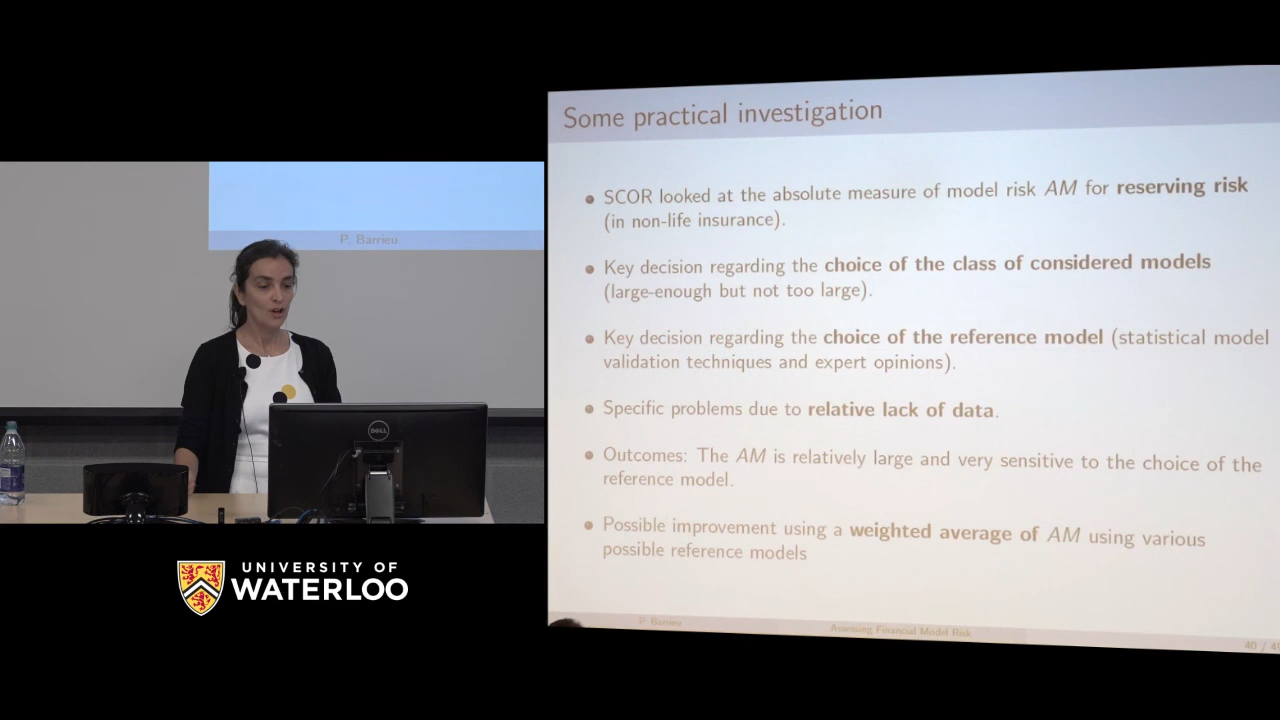 P. Barrieu
DELL
UNIVERSITY OF
WATERLOO
Some practical investigation
SCOR looked at the absolute measure of model risk AM for reserving risk
(in non-life insurance).
Key decision regarding the choice of the class of considered models
(large-enough but not too large).
Key decision regarding the choice of the reference model (statistical model
validation techniques and expert opinions).
Specific problems due to relative lack of data.
Outcomes: The AM is relatively large and very sensitive to the choice of the
reference model.
Possible improvement using a weighted average of AM using various
possible reference models
P. Barrieu
Assessing Financial Model Risk
40 /